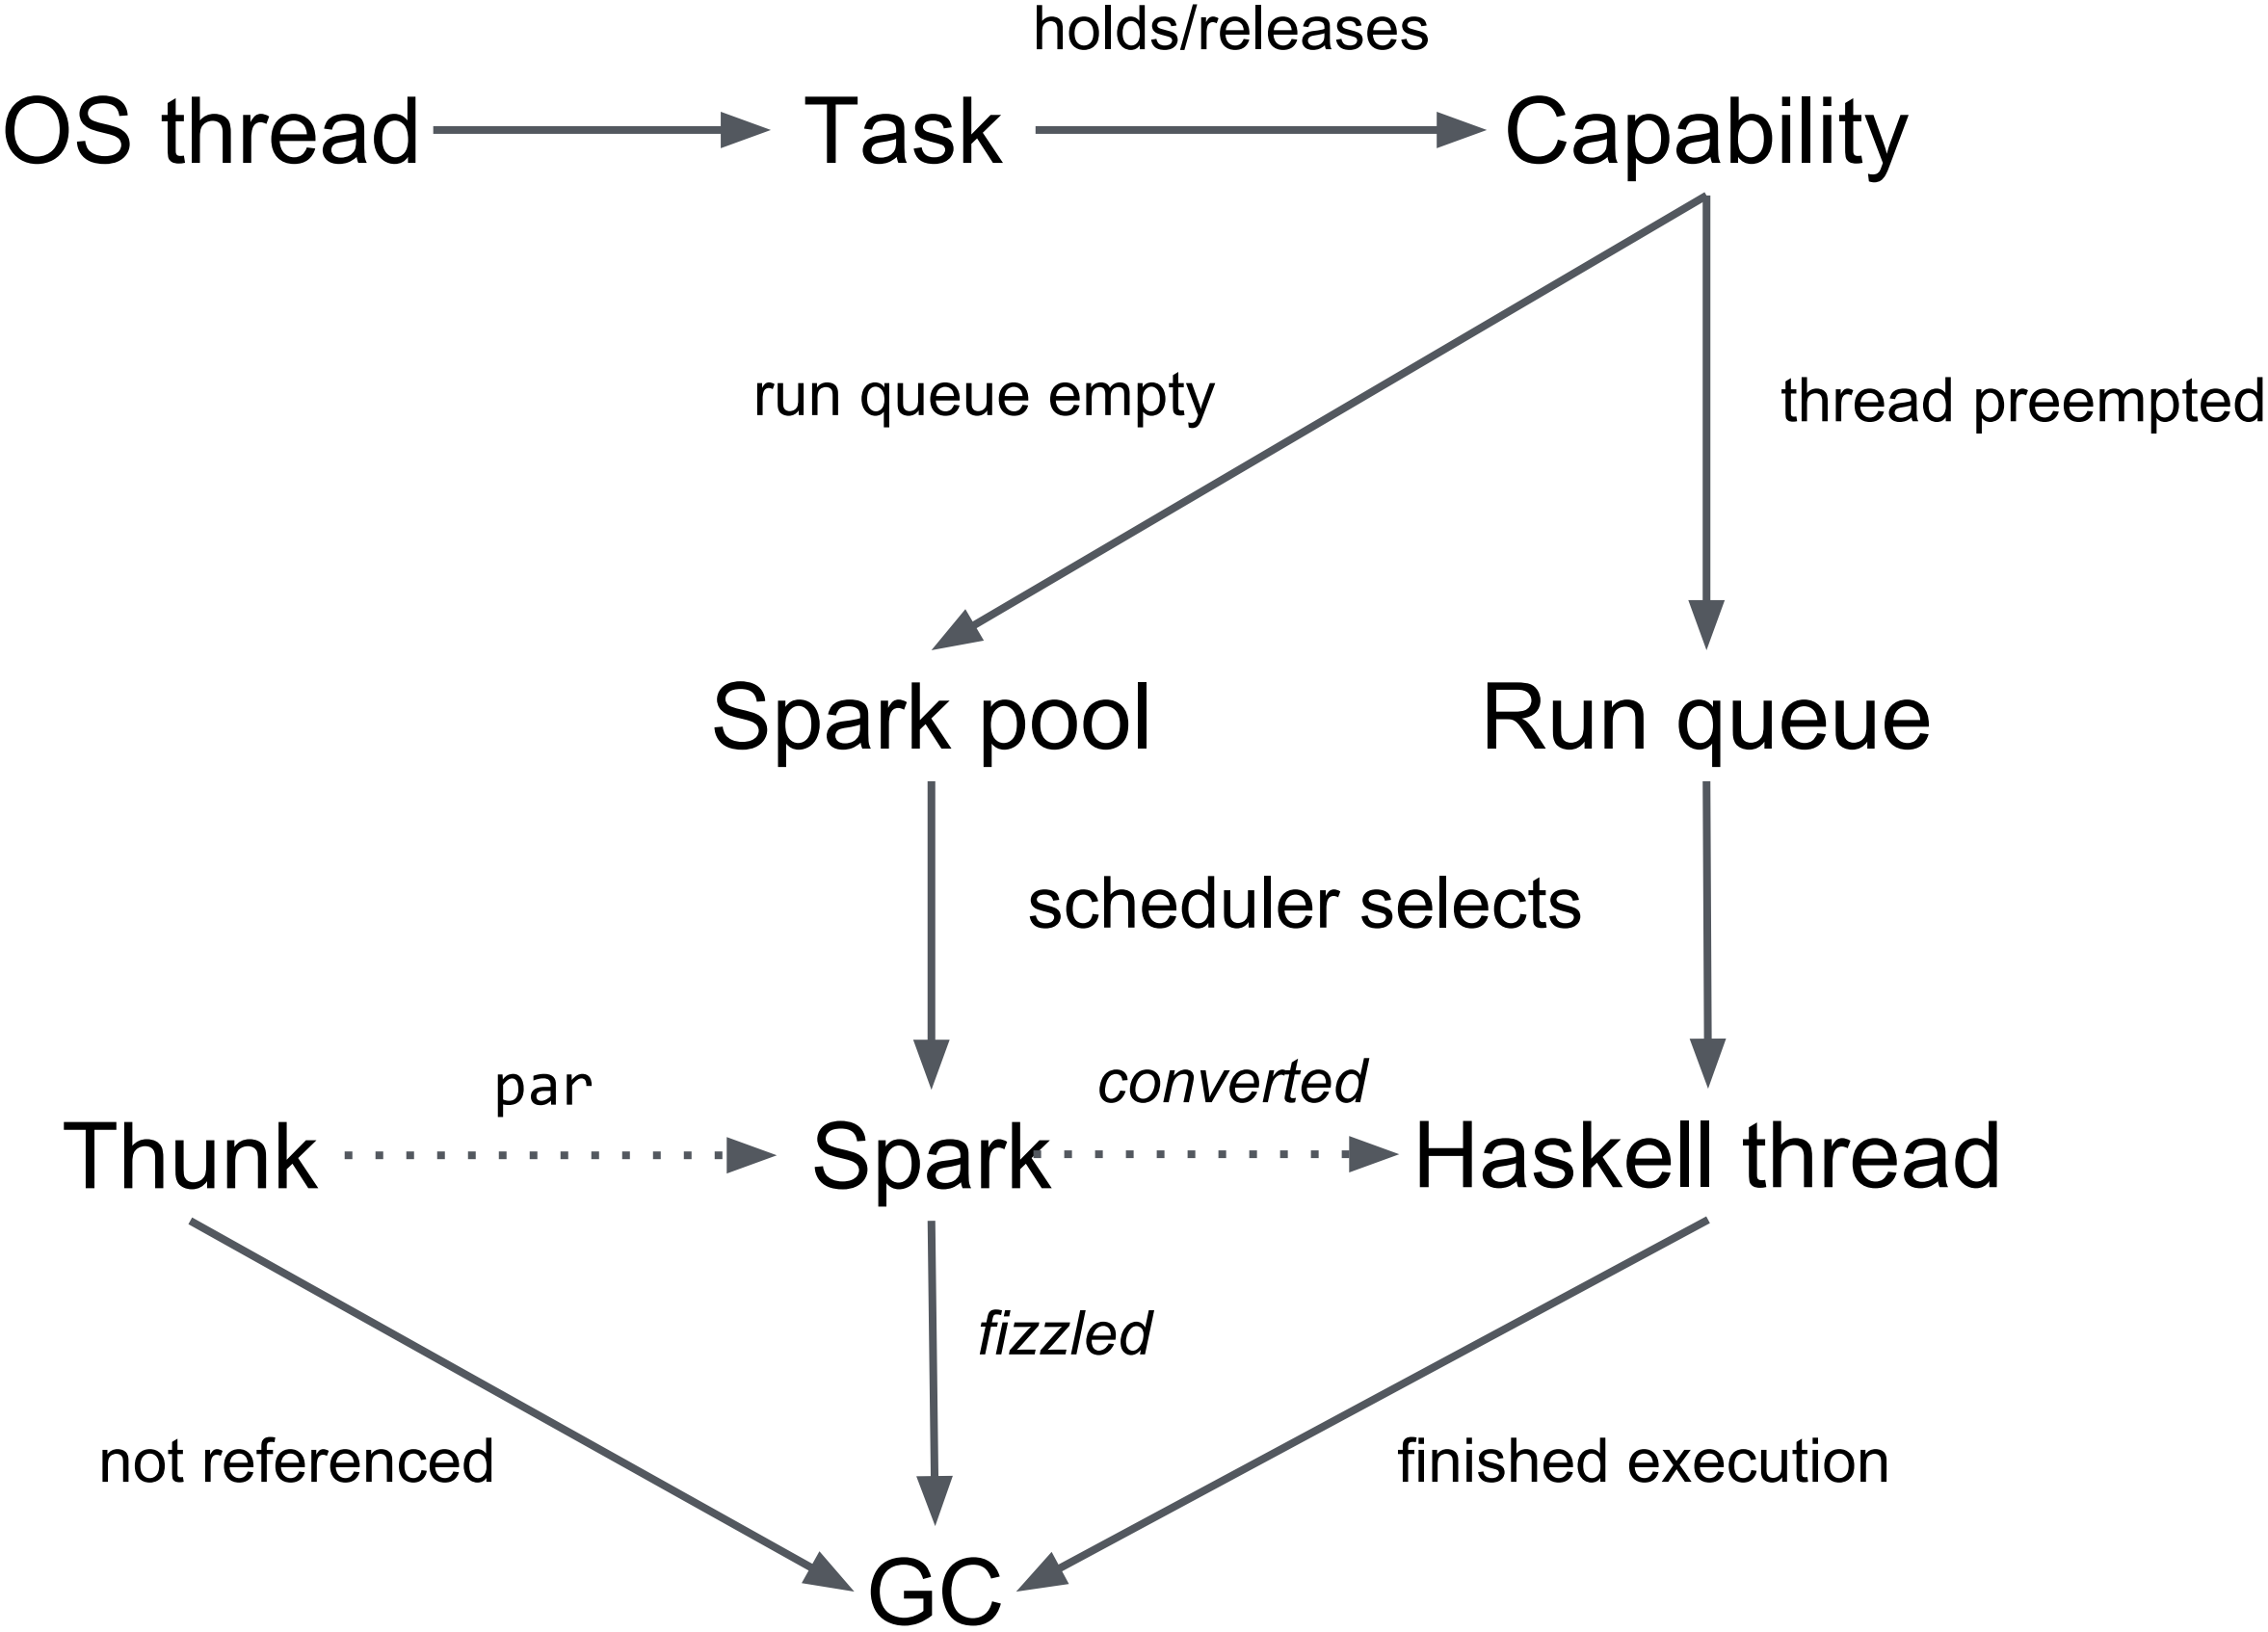 holds/releases
OS thread
Task
Capability
run queue empty
thread preempted
Spark pool
Run queue
scheduler selects
par
converted
Thunk
Spark
Haskell thread
fizzled
not referenced
finished execution
GC